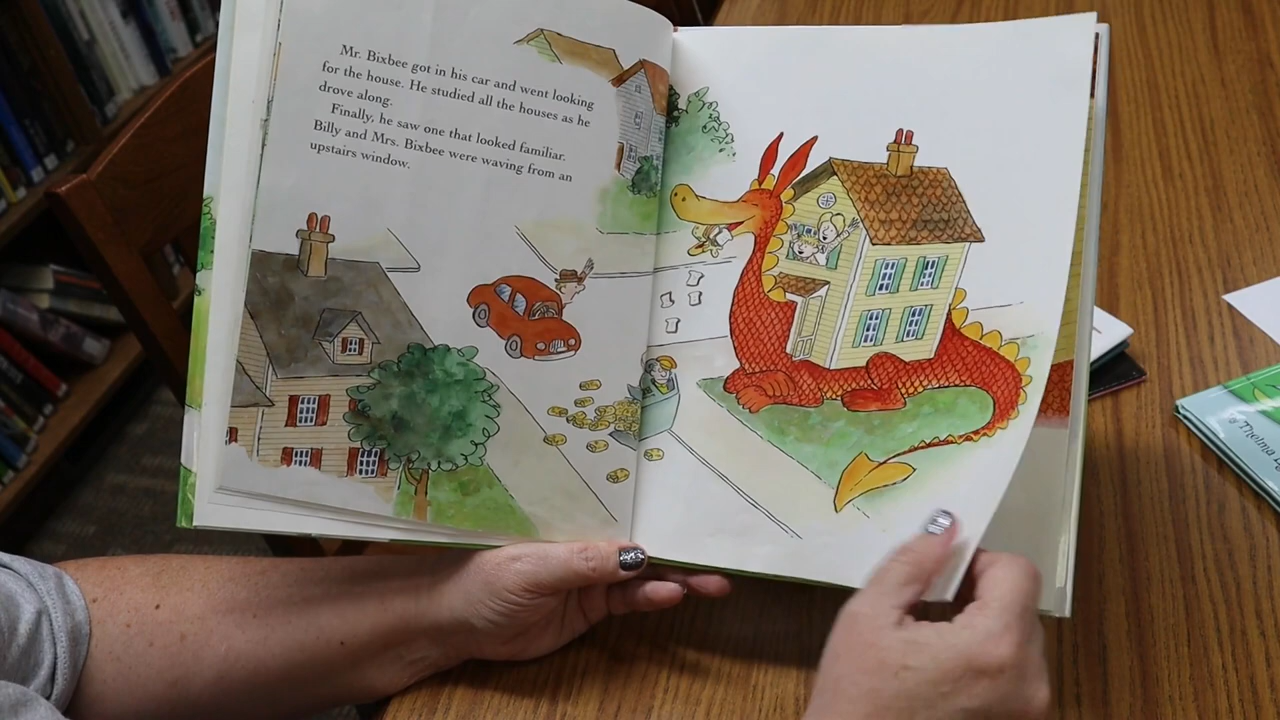 Mr. Bixbee got in his car and went looking
for the house. He studied all the houses as he
drove along.
Finally, he saw one that looked familiar.
Billy and Mrs. Bixbee were waving from an
upstairs window.
by Thelma